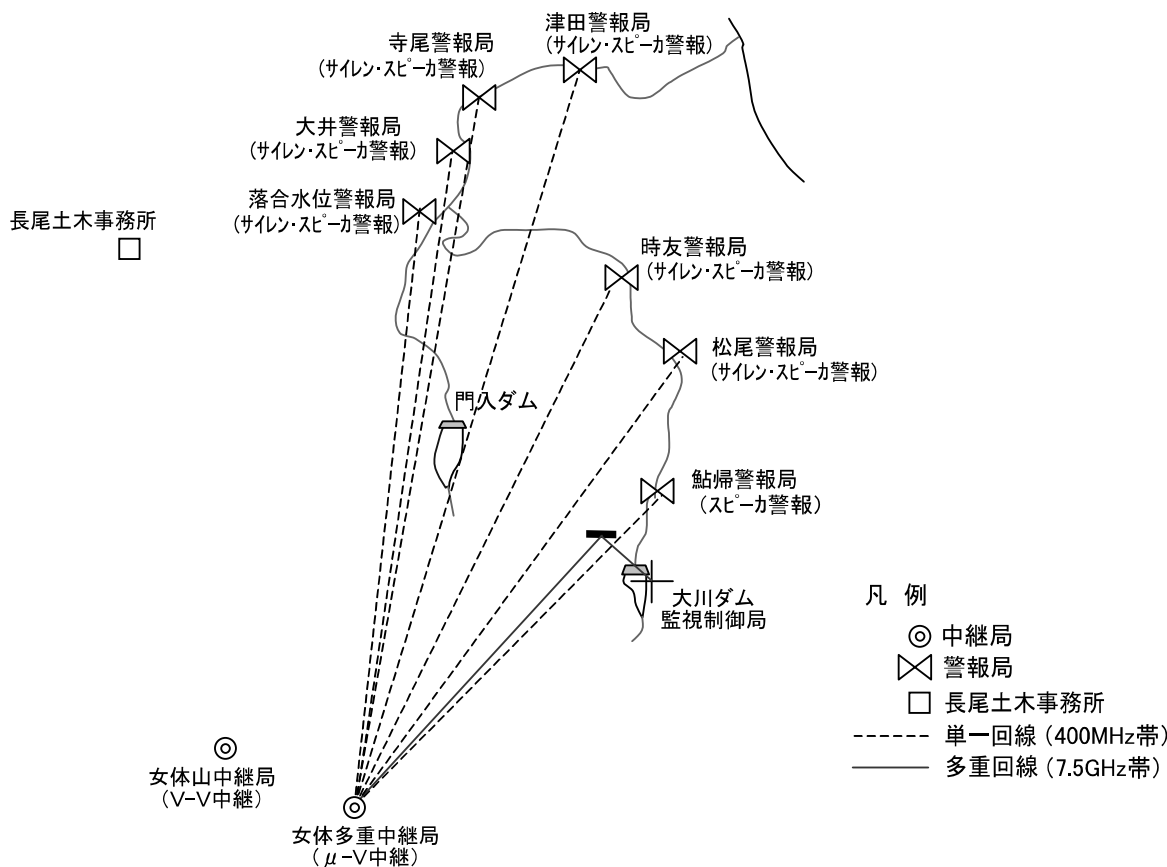 津田警報局
(サイレン・スピーカ警報)
寺尾警報局
(サイレン・スピーカ警報)
大井警報局
(サイレン・スピーカ警報)
落合水位警報局
(サイレン・スピーカ警報)
長尾土木事務所
時友警報局
(サイレン・スピーカ警報)
松尾警報局
(サイレン・スピーカ警報)
門入ダム
鮎帰警報局
(スピーカ警報)
大川ダム
監視制御局
凡 例
中継局
警報局
長尾土木事務所
単一回線(400MHz帯)
多重回線(7.5GHz帯)
女体山中継局
(V-V中継)
女体多重中継局
(μ-V中継)